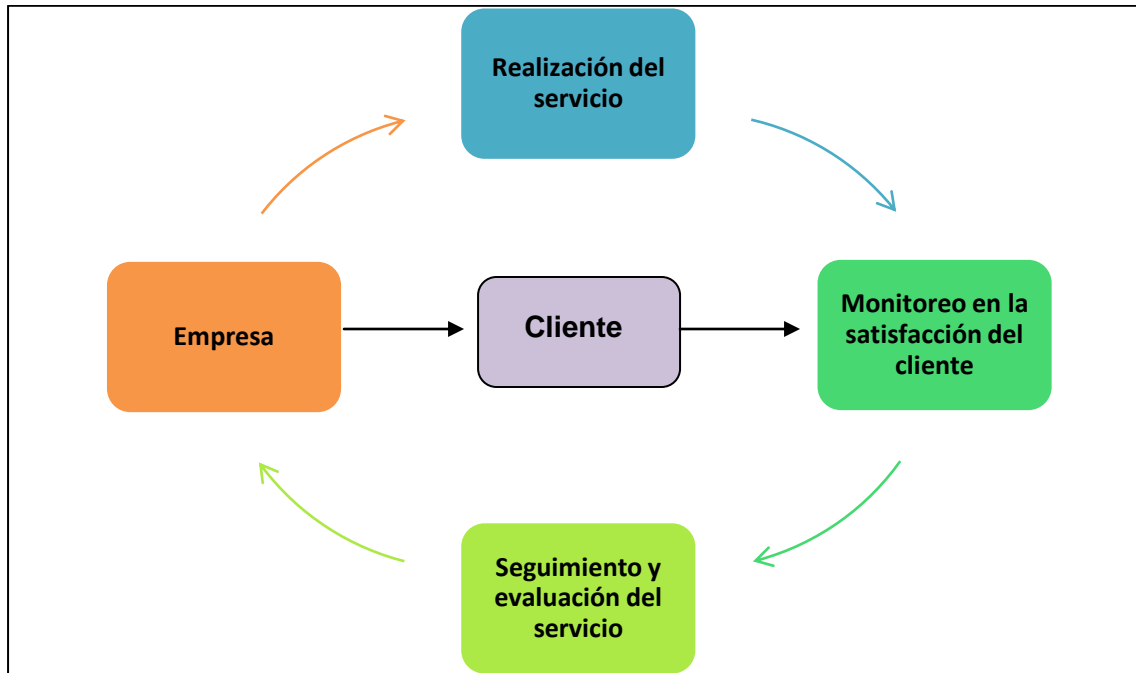 Realización del
servicio
Empresa
Cliente
Monitoreo en la
satisfacción del
cliente
Seguimiento y
evaluación del
servicio